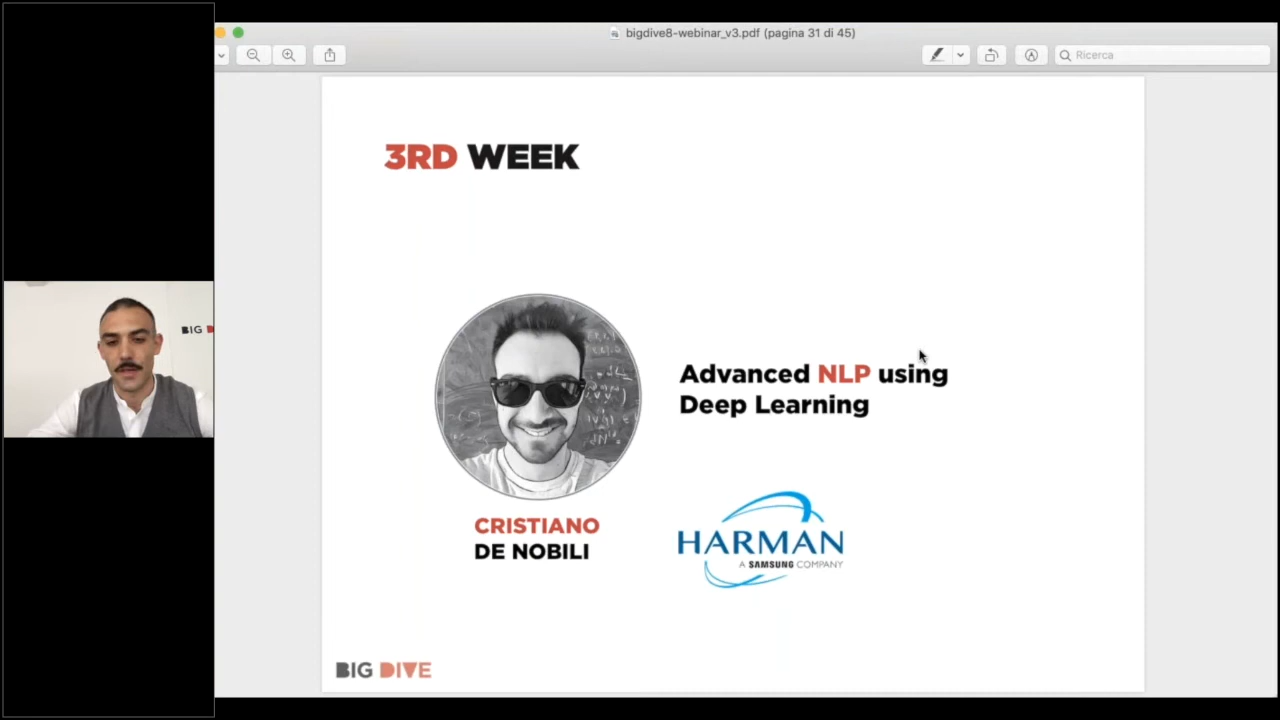 bigdive8-webinar_v3.pdf (pagina 31 di 45)
Ricerca
3RD WEEK
BIG D
Advanced NLP using
Deep Learning
CRISTIANO
DE NOBILI
HARMAN
A SAMSUNG COMPANY
BIG DIVE